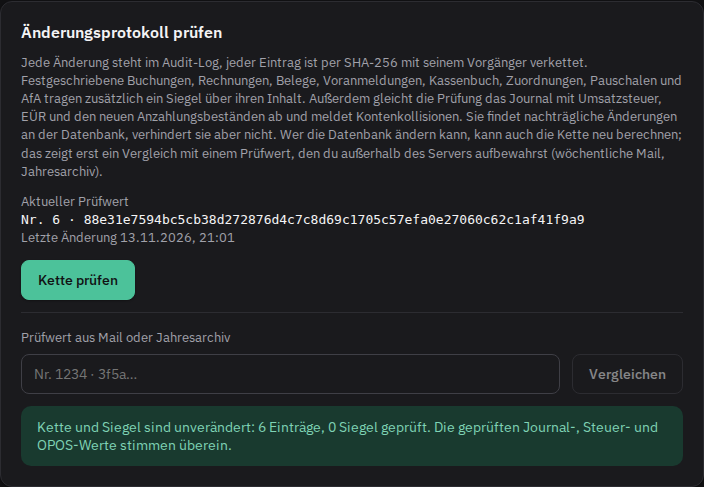 Änderungsprotokoll prüfen
Jede Änderung steht im Audit-Log, jeder Eintrag ist per SHA-256 mit seinem Vorgänger verkettet.
Festgeschriebene Buchungen, Rechnungen, Belege, Voranmeldungen, Kassenbuch, Zuordnungen, Pauschalen und
AfA tragen zusätzlich ein Siegel über ihren Inhalt. Außerdem gleicht die Prüfung das Journal mit Umsatzsteuer,
EÜR und den neuen Anzahlungsbeständen ab und meldet Kontenkollisionen. Sie findet nachträgliche Änderungen
an der Datenbank, verhindert sie aber nicht. Wer die Datenbank ändern kann, kann auch die Kette neu berechnen;
das zeigt erst ein Vergleich mit einem Prüfwert, den du außerhalb des Servers aufbewahrst (wöchentliche Mail,
Jahresarchiv).
Aktueller Prüfwert
Nr. 6 · 88e31e7594bc5cb38d272876d4c7c8d69c1705c57efa0e27060c62c1af41f9a9
Letzte Änderung 13.11.2026, 21:01
Kette prüfen
Prüfwert aus Mail oder Jahresarchiv
Nr. 1234 · 3f5a...
Vergleichen
Kette und Siegel sind unverändert: 6 Einträge, 0 Siegel geprüft. Die geprüften Journal-, Steuer- und
OPOS-Werte stimmen überein.